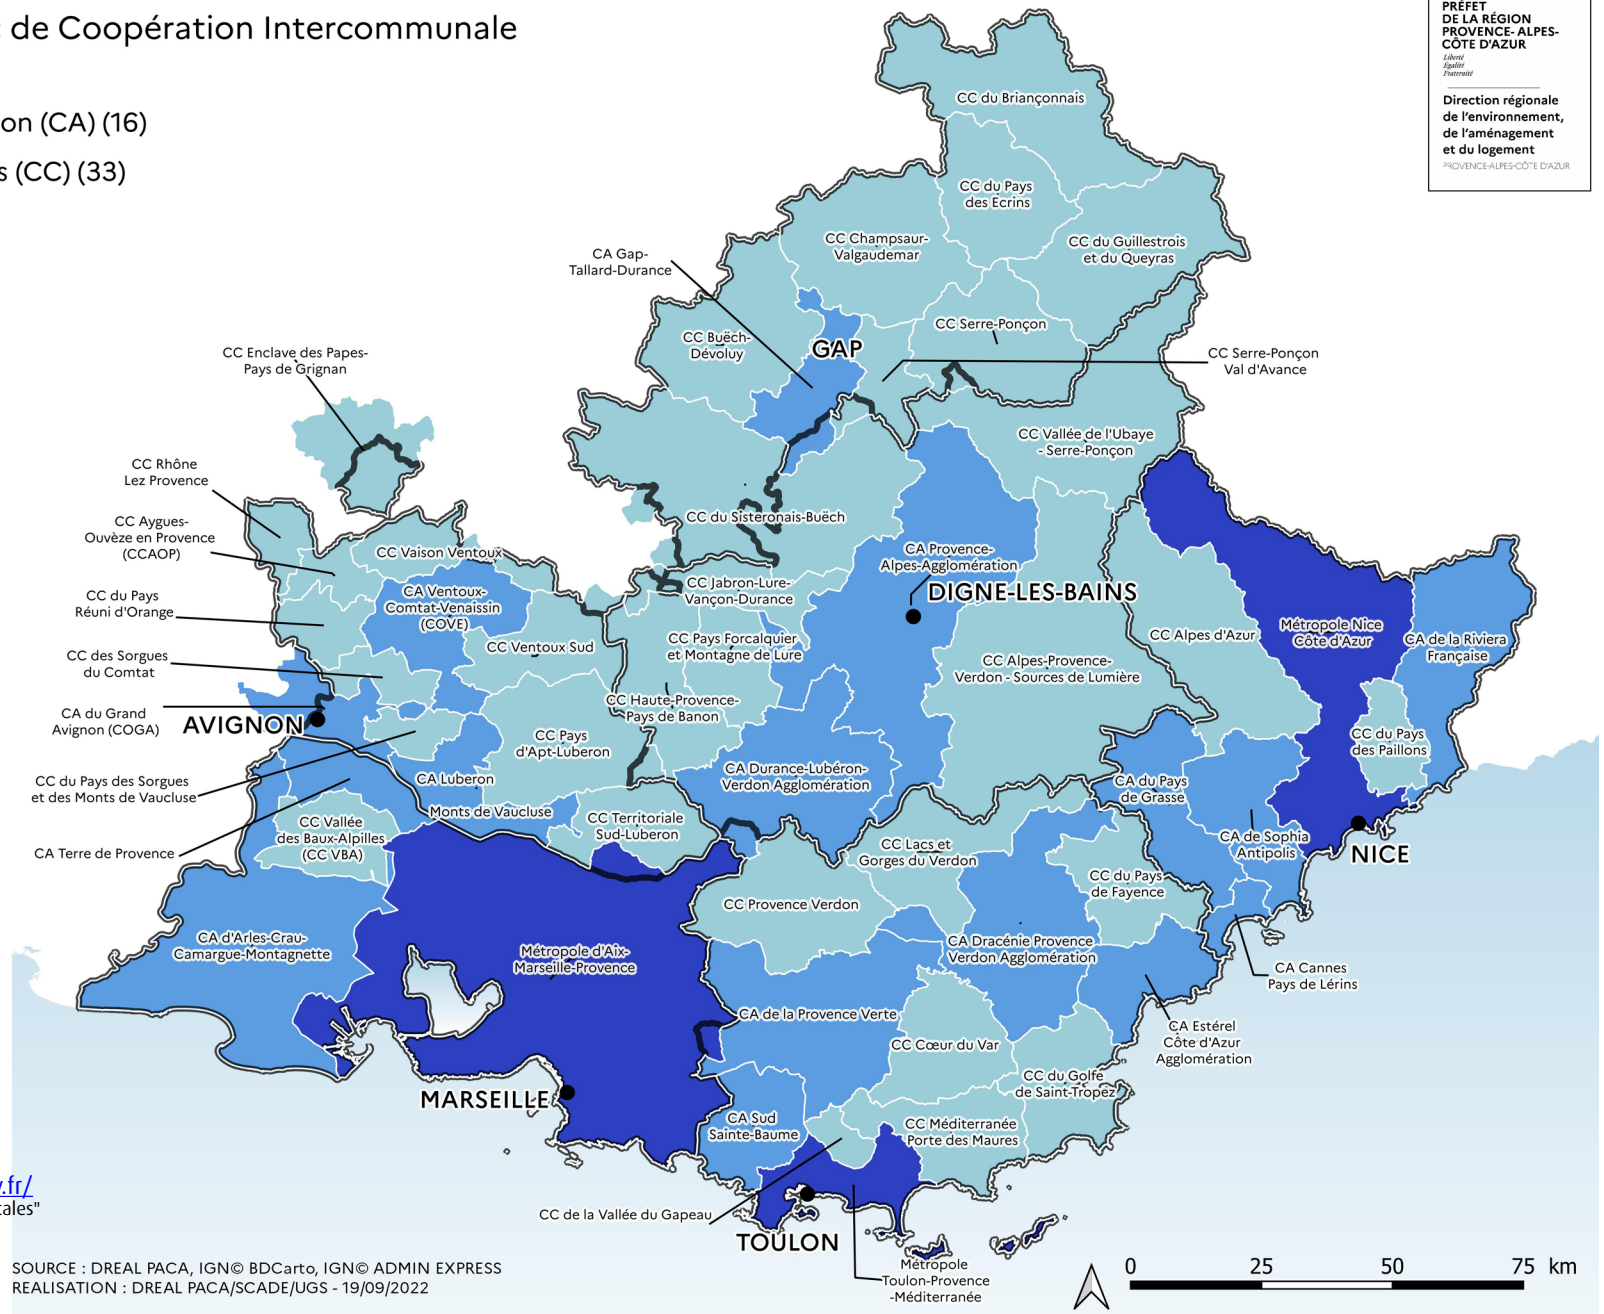 de Coopération Intercommunale
on (CA) (16)
s (CC) (33)
PRÉFET
DE LA RÉGION
PROVENCE- ALPES-
CÔTE D'AZUR
Liberté
Égalité
Fraternité
Direction régionale
de l'environnement,
de l'aménagement
et du logement
PROVENCE-ALPES-CÔTE D'AZUR
CC du Briançonnais
CC du Pays
des Ecrins
CC Champsaur-
Valgaudemar
CC du Guillestrois
et du Queyras
CA Gap-
Tallard-Durance
CC Serre-Ponçon
CC Buëch-
Dévoluy
GAP
CC Serre-Ponçon
Val d'Avance
CC Enclave des Papes-
Pays de Grignan
CC Vallée de l'Ubaye
- Serre-Ponçon
CC Rhône
Lez Provence
CC Aygues-
Ouvèze en Provence
(CCAOP)
CC du Sisteronais-Buëch
CC Vaison Ventoux
CA Provence-
Alpes-Agglomération
DIGNE-LES-BAINS
CC Jabron-Lure-
Vançon-Durance
CA Ventoux-
Comtat-Venaissin
(COVE)
CC du Pays
Réuni d'Orange
CC Ventoux Sud
CC Pays Forcalquier
et Montagne de Lure
CC Alpes d'Azur
Métropole Nice
Côte d'Azur
CA de la Riviera
Française
CC des Sorgues
du Comtat
CC Alpes-Provence-
Verdon - Sources de Lumière
CC Haute-Provence-
Pays de Banon
CA du Grand
Avignon (COGA)
AVIGNON
CC Pays
d'Apt-Luberon
CC du Pays
des Paillons
CC du Pays des Sorgues
et des Monts de Vaucluse
CA Luberon
Monts de Vaucluse
CA Durance-Lubéron-
Verdon Agglomération
CA du Pays
de Grasse
CC Vallée
des Baux-Alpilles
(CC VBA)
CC Territoriale
Sud-Luberon
CA de Sophia
Antipolis
NICE
CA Terre de Provence
CC Lacs et
Gorges du Verdon
CC du Pays
de Fayence
CC Provence Verdon
CA d'Arles-Crau-
Camargue-Montagnette
Métropole d'Aix-
Marseille-Provence
CA Dracénie Provence
Verdon Agglomération
CA Cannes
Pays de Lérins
CA de la Provence Verte
CA Estérel
Côte d'Azur
Agglomération
CC Cœur du Var
CC du Golfe
de Saint-Tropez
MARSEILLE
CA Sud
Sainte-Baume
CC Méditerranée
Porte des Maures
CC de la Vallée du Gapeau
TOULON
Métropole
Toulon-Provence
-Méditerranée
.fr/
ales"
SOURCE : DREAL PACA, IGN© BDCarto, IGN© ADMIN EXPRESS
REALISATION : DREAL PACA/SCADE/UGS - 19/09/2022
0 25 50 75 km